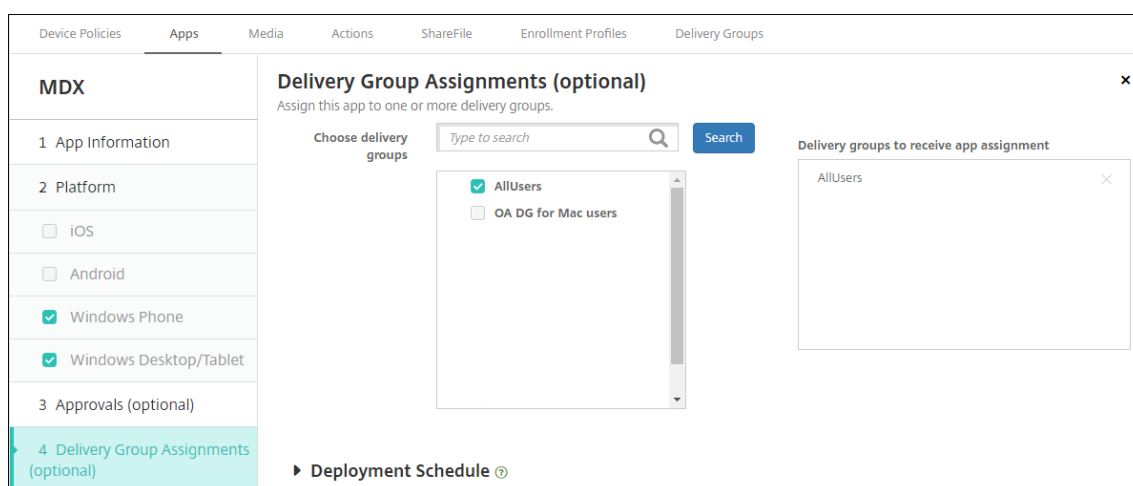 Device Policies Apps Media Actions ShareFile Enrollment Profiles Delivery Groups
MDX
1 App Information
2 Platform
iOS
Android
Windows Phone
Windows Desktop/Tablet
3 Approvals (optional)
4 Delivery Group Assignments
(optional)
Delivery Group Assignments (optional)
Assign this app to one or more delivery groups.
Choose delivery
groups
Type to search
Search
AllUsers
OA DG for Mac users
Delivery groups to receive app assignment
AllUsers
Deployment Schedule